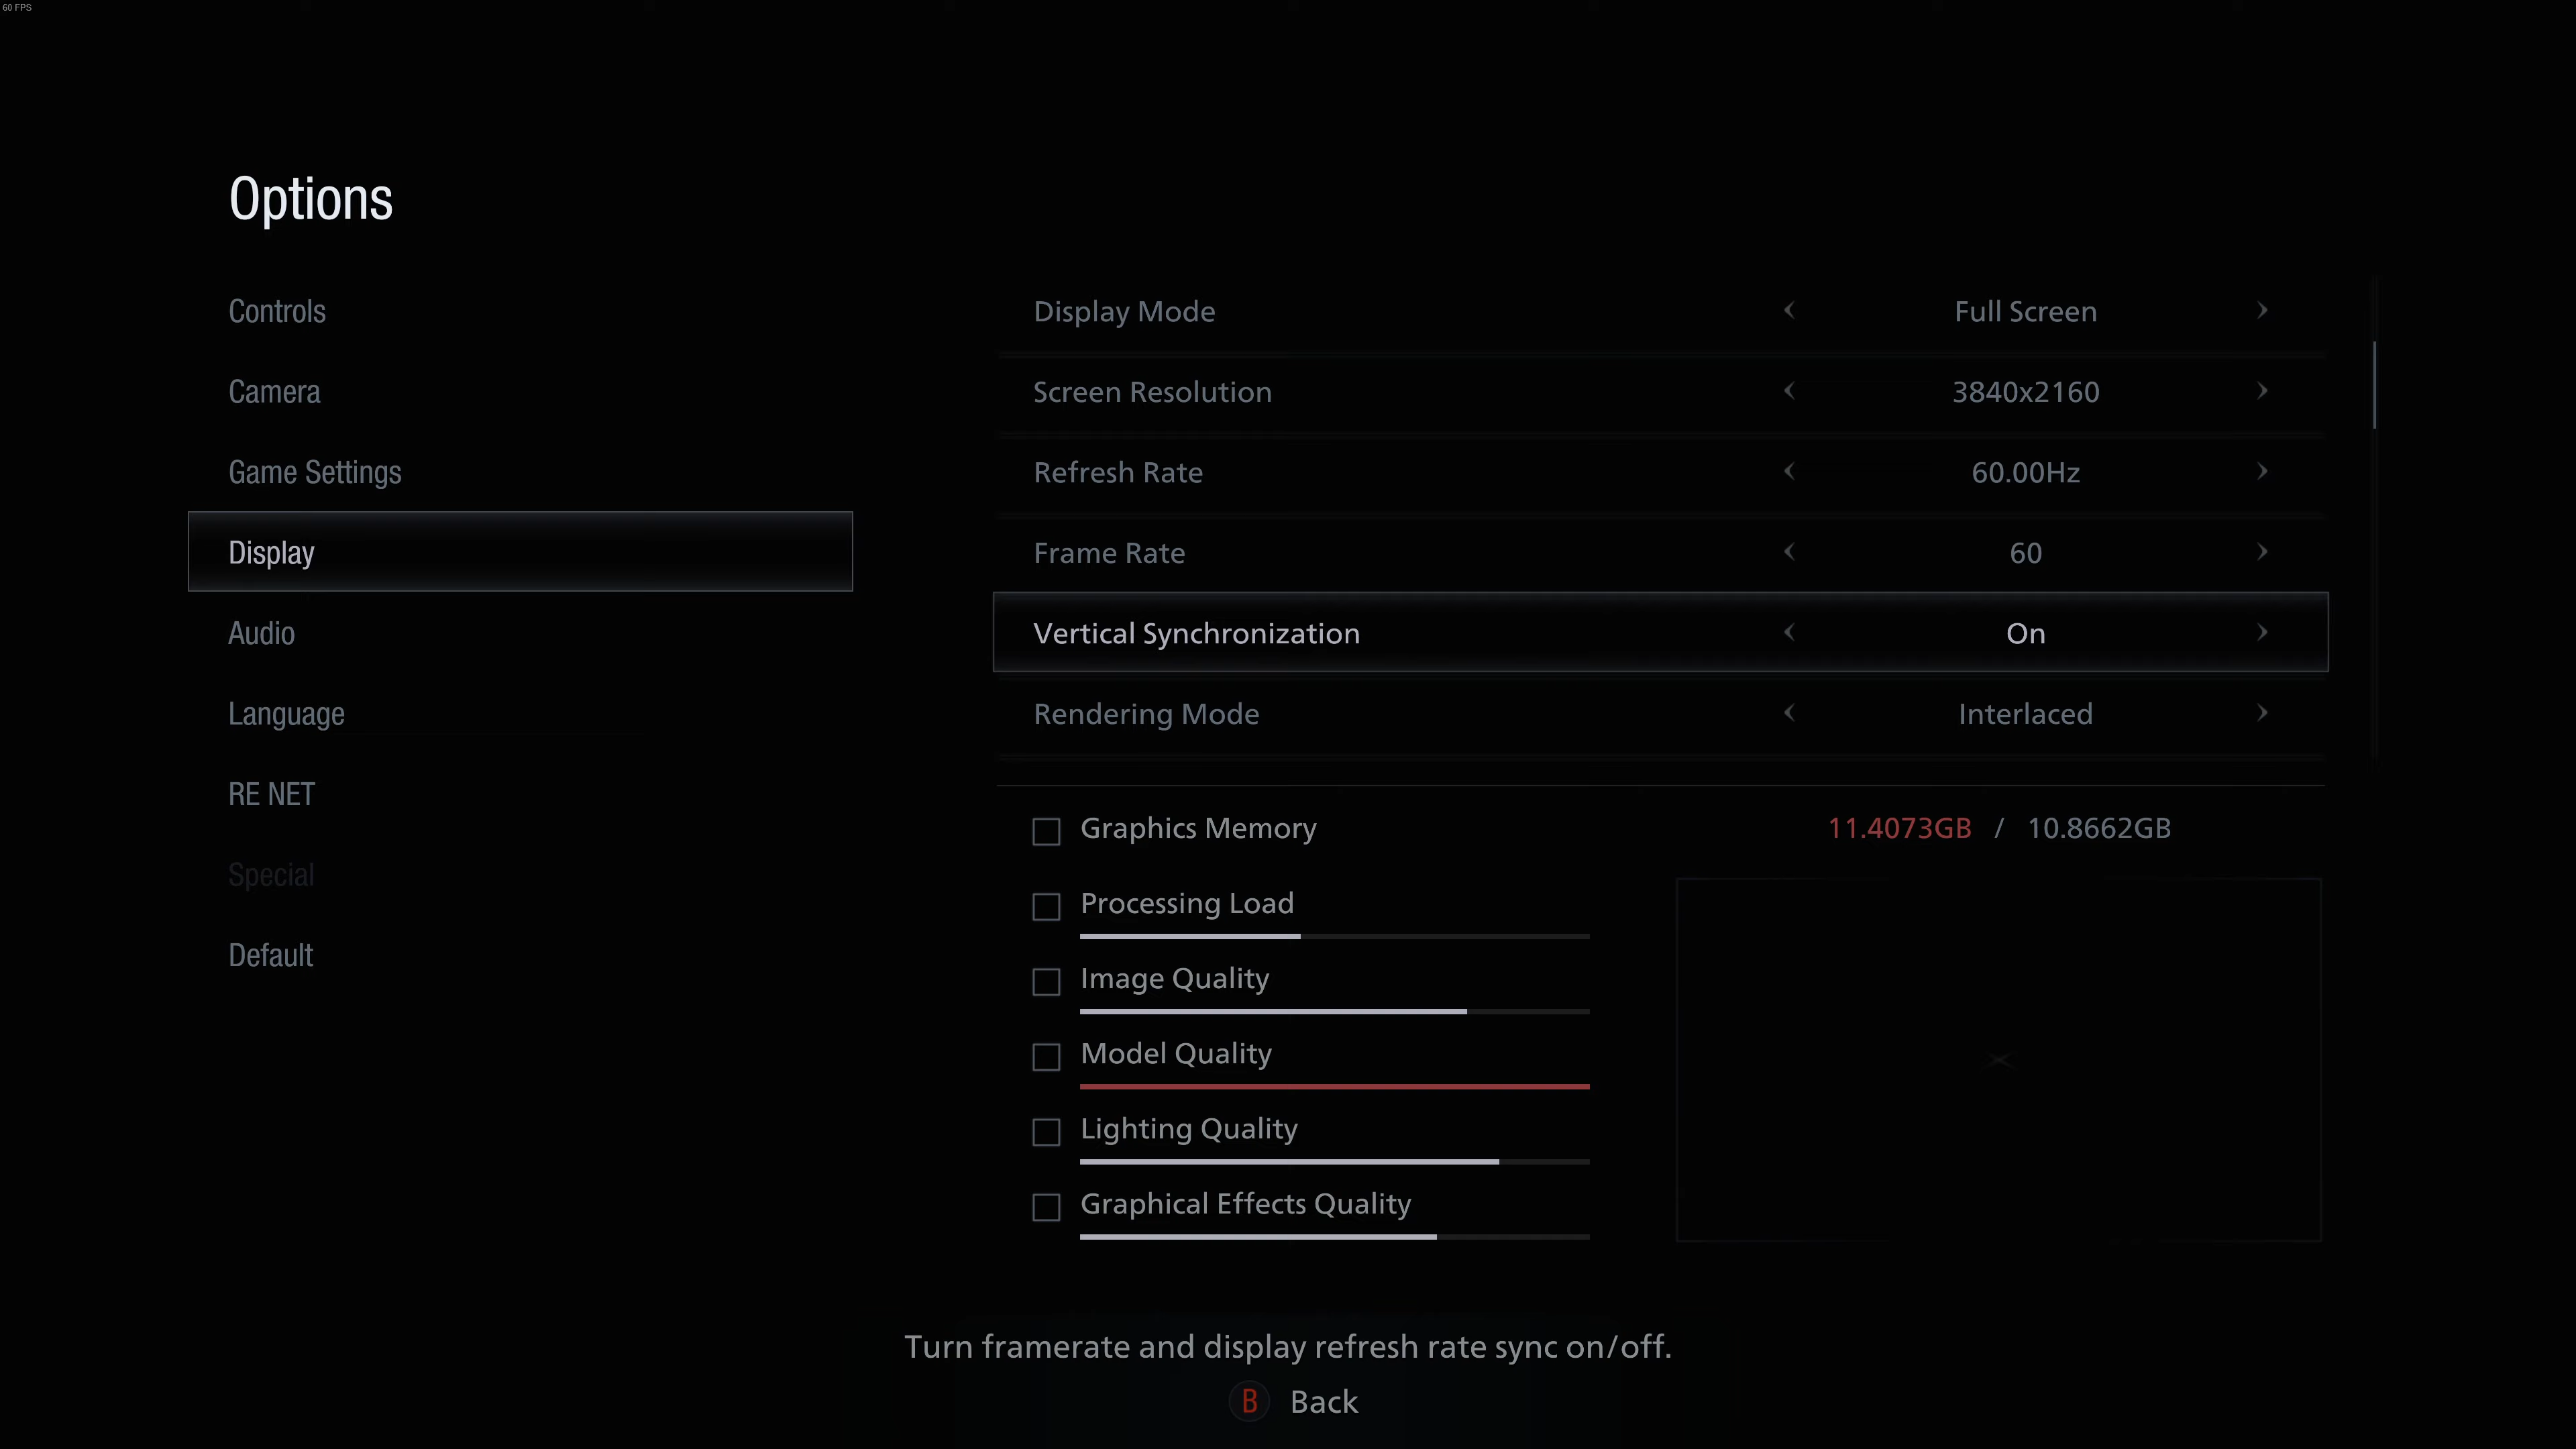 60 FPS
Options
Controls
Camera
Game Settings
Display
Audio
Language
RE NET
Special
Default
Display Mode Full Screen
Screen Resolution 3840x2160
Refresh Rate 60.00Hz
Frame Rate 60
Vertical Synchronization On
Rendering Mode Interlaced
Graphics Memory 11.4073GB / 10.8662GB
Processing Load
Image Quality
Model Quality
Lighting Quality
Graphical Effects Quality
Turn framerate and display refresh rate sync on/off.
B Back